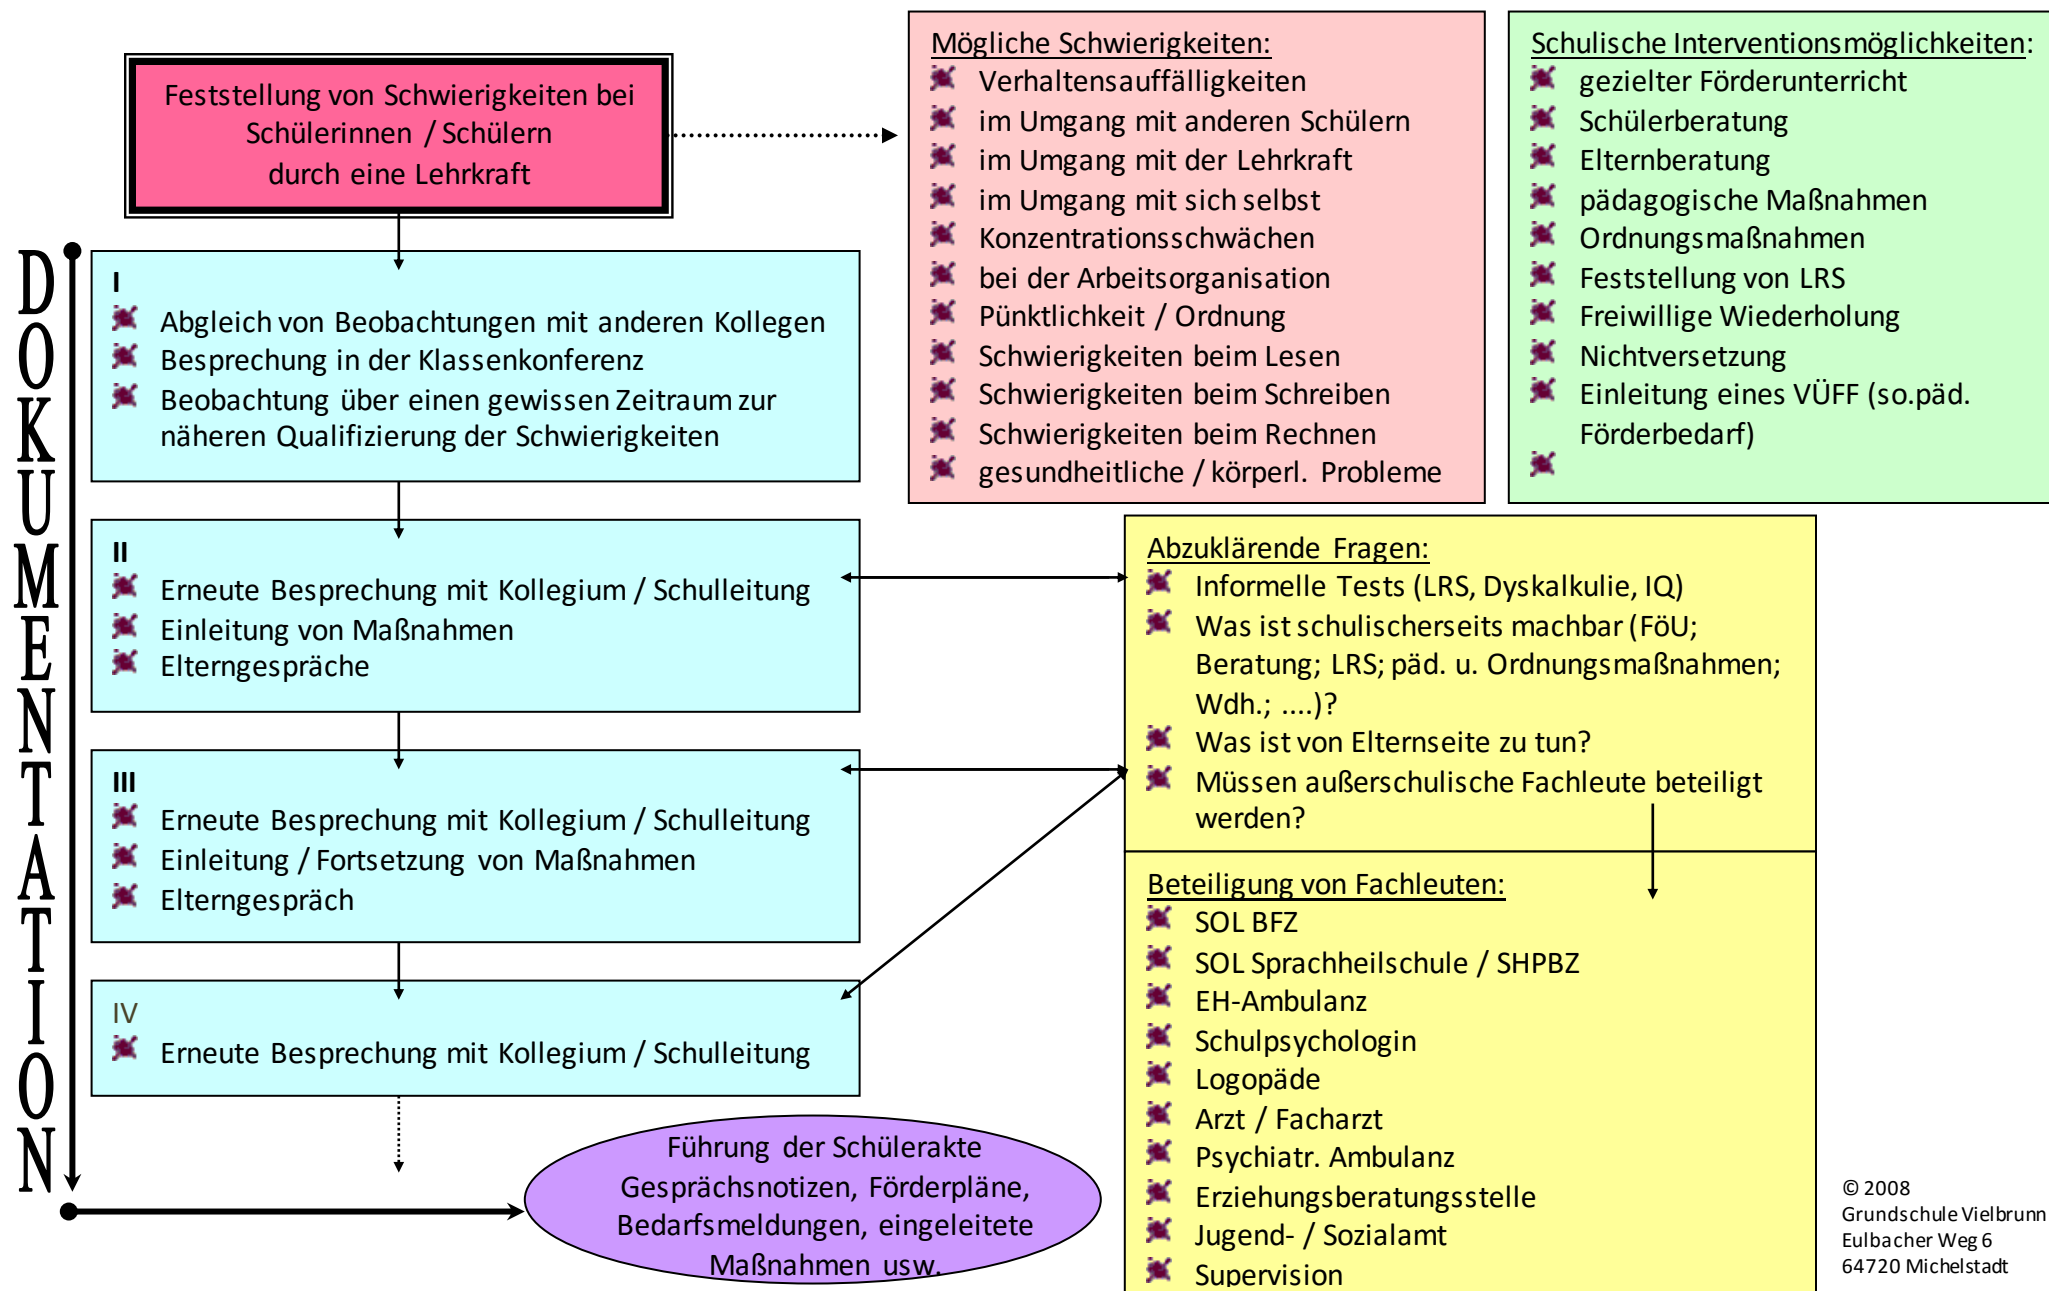 Feststellung von Schwierigkeiten bei
Schülerinnen / Schülern
durch eine Lehrkraft
Mögliche Schwierigkeiten:
Verhaltensauffälligkeiten
im Umgang mit anderen Schülern
im Umgang mit der Lehrkraft
im Umgang mit sich selbst
Konzentrationsschwächen
bei der Arbeitsorganisation
Pünktlichkeit / Ordnung
Schwierigkeiten beim Lesen
Schwierigkeiten beim Schreiben
Schwierigkeiten beim Rechnen
gesundheitliche / körperl. Probleme
Schulische Interventionsmöglichkeiten:
gezielter Förderunterricht
Schülerberatung
Elternberatung
pädagogische Maßnahmen
Ordnungsmaßnahmen
Feststellung von LRS
Freiwillige Wiederholung
Nichtversetzung
Einleitung eines VÜFF (so.päd.
Förderbedarf)
DOKUMENTATION
I
Abgleich von Beobachtungen mit anderen Kollegen
Besprechung in der Klassenkonferenz
Beobachtung über einen gewissen Zeitraum zur
näheren Qualifizierung der Schwierigkeiten
II
Erneute Besprechung mit Kollegium / Schulleitung
Einleitung von Maßnahmen
Elterngespräche
III
Erneute Besprechung mit Kollegium / Schulleitung
Einleitung / Fortsetzung von Maßnahmen
Elterngespräch
IV
Erneute Besprechung mit Kollegium / Schulleitung
Abzuklärende Fragen:
Informelle Tests (LRS, Dyskalkulie, IQ)
Was ist schulischerseits machbar (FöU;
Beratung; LRS; päd. u. Ordnungsmaßnahmen;
Wdh.; ....)?
Was ist von Elternseite zu tun?
Müssen außerschulische Fachleute beteiligt
werden?
Beteiligung von Fachleuten:
SOL BFZ
SOL Sprachheilschule / SHPBZ
EH-Ambulanz
Schulpsychologin
Logopäde
Arzt / Facharzt
Psychiatr. Ambulanz
Erziehungsberatungsstelle
Jugend- / Sozialamt
Supervision
Führung der Schülerakte
Gesprächsnotizen, Förderpläne,
Bedarfsmeldungen, eingeleitete
Maßnahmen usw.
© 2008
Grundschule Vielbrunn
Eulbacher Weg 6
64720 Michelstadt